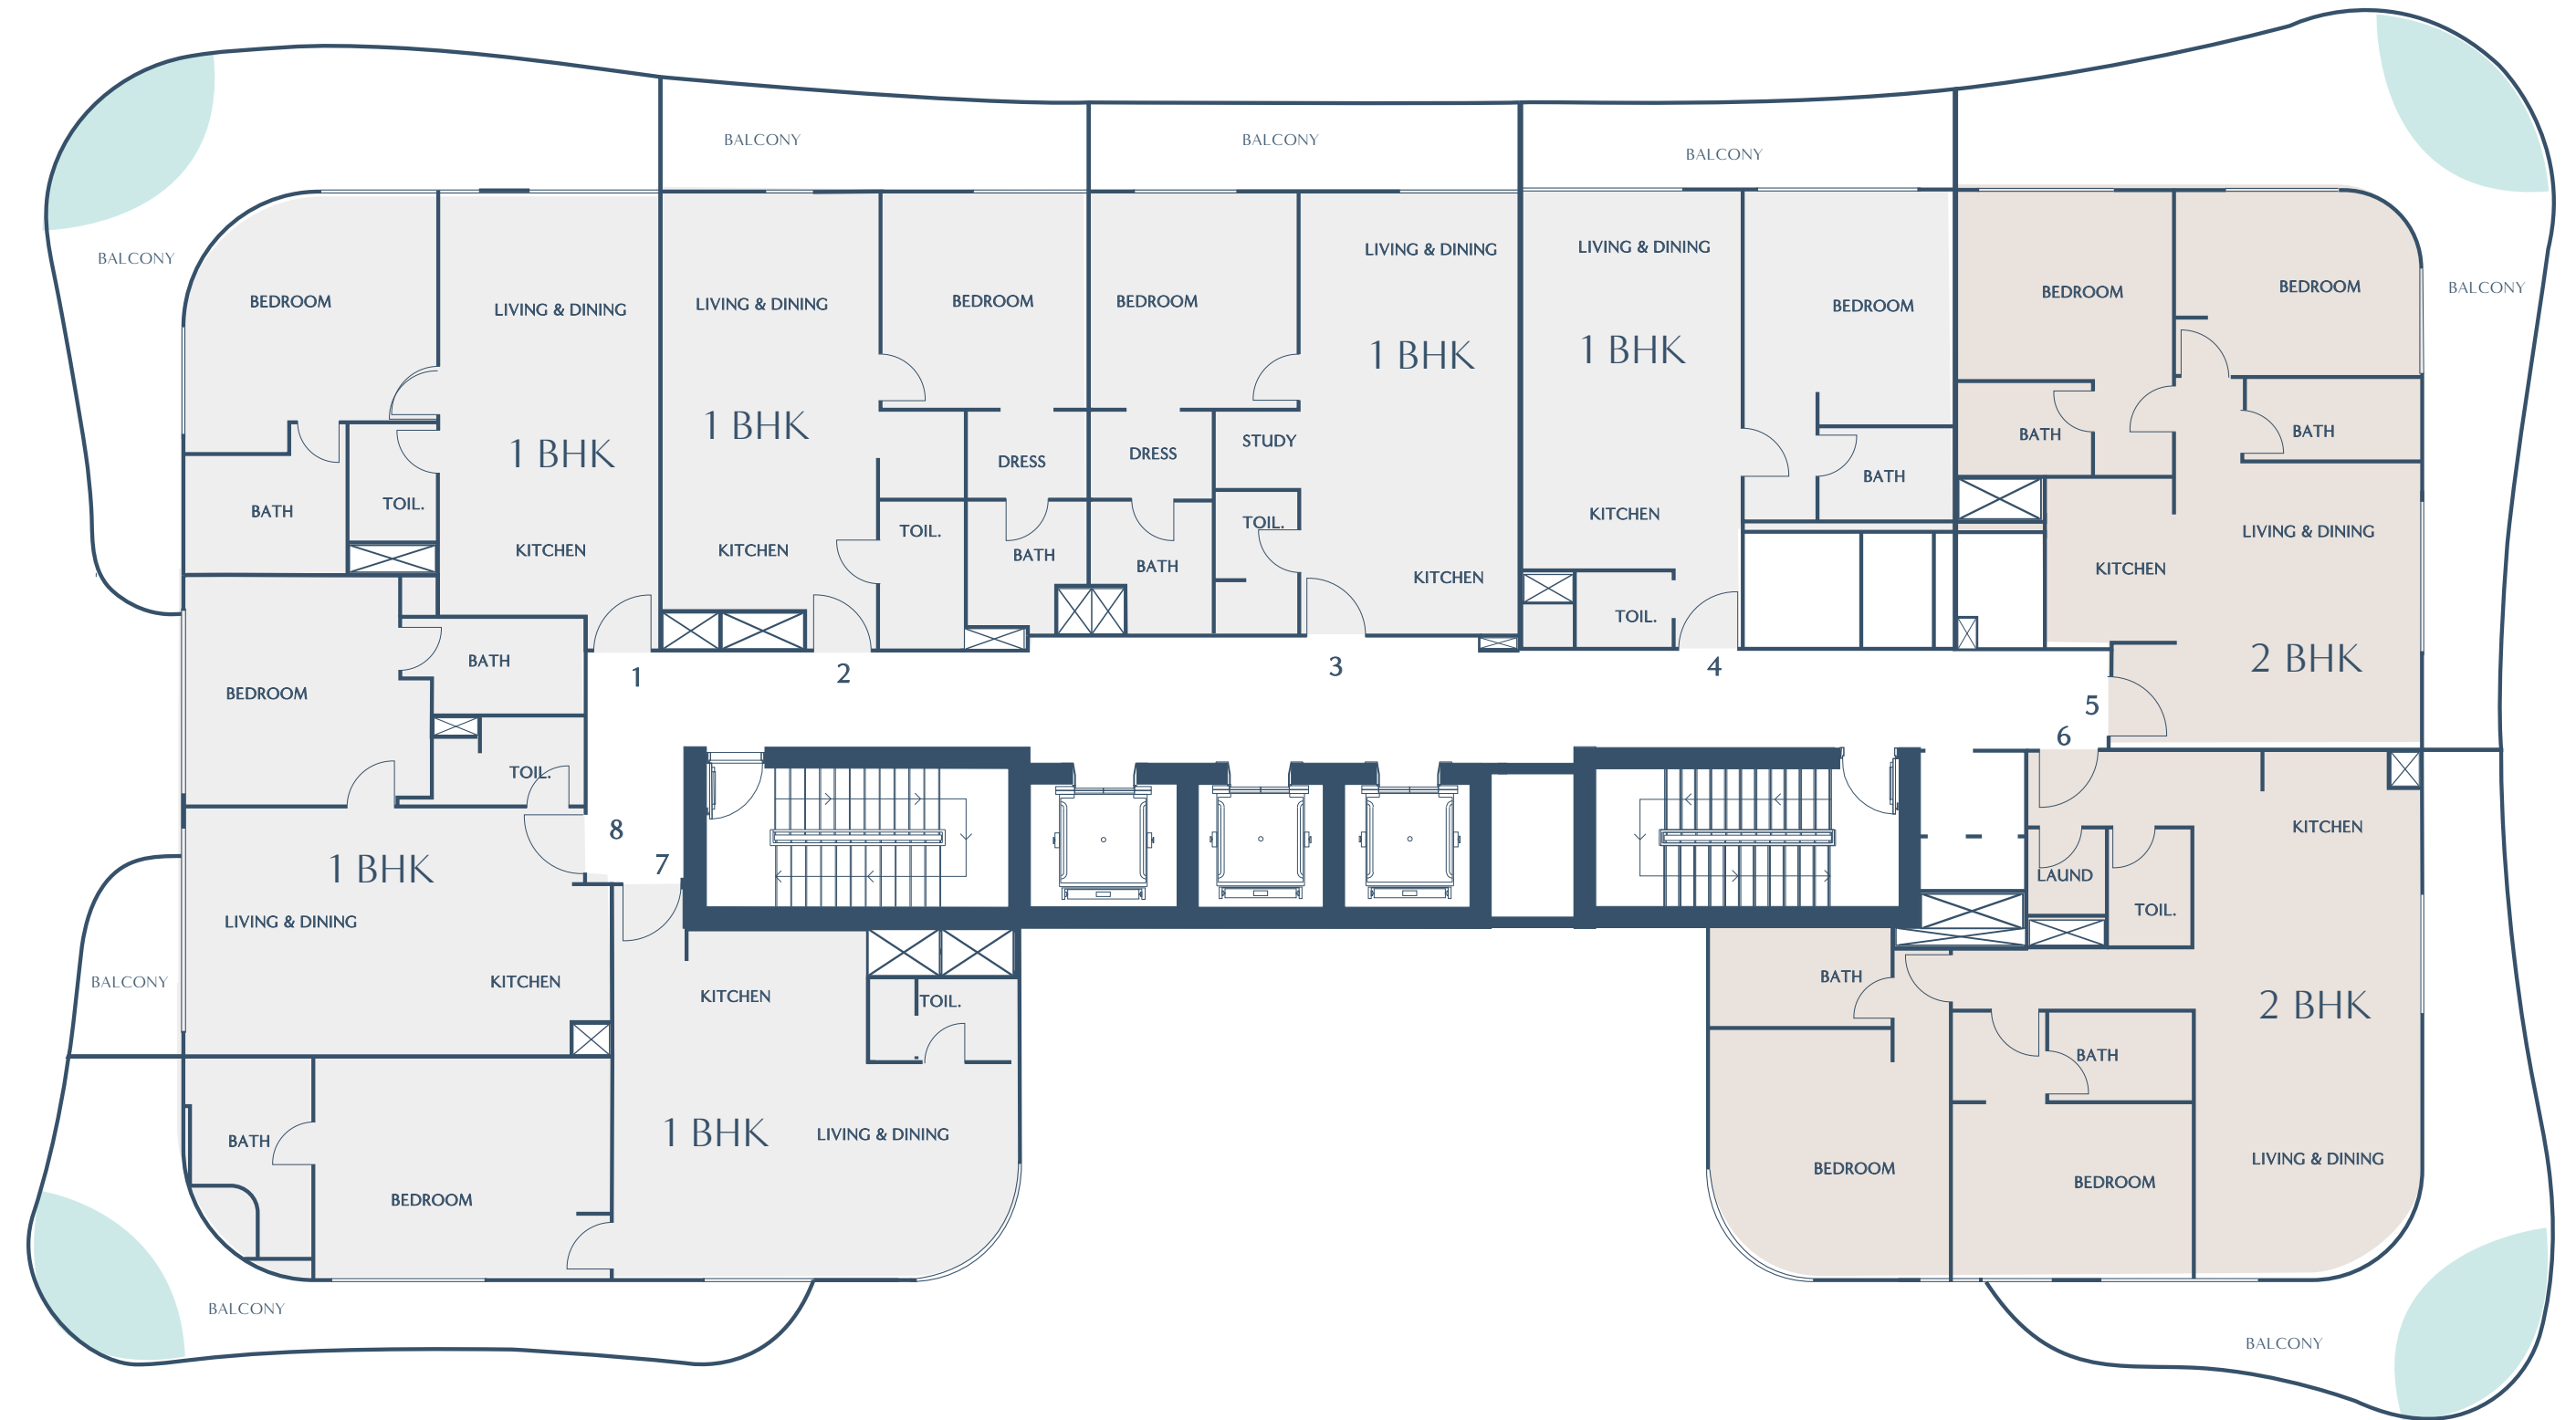 BALCONY
BALCONY
BALCONY
BALCONY
BALCONY
BEDROOM
LIVING & DINING
1 BHK
BATH
TOIL.
KITCHEN
1
LIVING & DINING
1 BHK
BEDROOM
DRESS
TOIL.
BATH
KITCHEN
2
BEDROOM
LIVING & DINING
1 BHK
STUDY
DRESS
TOIL.
BATH
KITCHEN
3
LIVING & DINING
1 BHK
BEDROOM
BATH
KITCHEN
TOIL.
4
BEDROOM
BEDROOM
BATH
BATH
LIVING & DINING
KITCHEN
2 BHK
5
6
KITCHEN
LAUND
TOIL.
BATH
2 BHK
BATH
LIVING & DINING
BEDROOM
BEDROOM
BALCONY
BEDROOM
BATH
TOIL.
8
7
1 BHK
LIVING & DINING
KITCHEN
BALCONY
KITCHEN
TOIL.
1 BHK
LIVING & DINING
BATH
BEDROOM
BALCONY